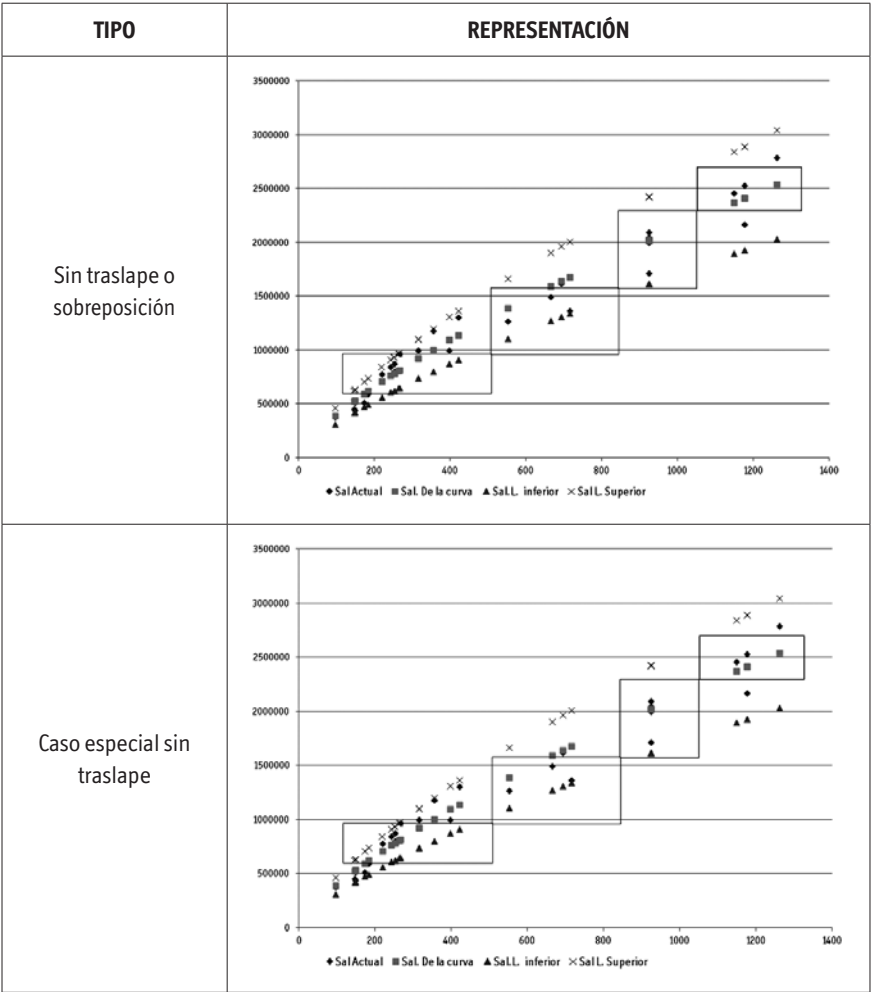 TIPO
REPRESENTACIÓN
Sin traslape o
sobreposición
3500000
3000000
2500000
2000000
1500000
1000000
500000
0
0 200 400 600 800 1000 1200 1400
Sal Actual Sal. De la curva Sal.L. inferior Sal L. Superior
Caso especial sin
traslape
3500000
3000000
2500000
2000000
1500000
1000000
500000
0
0 200 400 600 800 1000 1200 1400
Sal Actual Sal. De la curva Sal.L. inferior Sal L. Superior